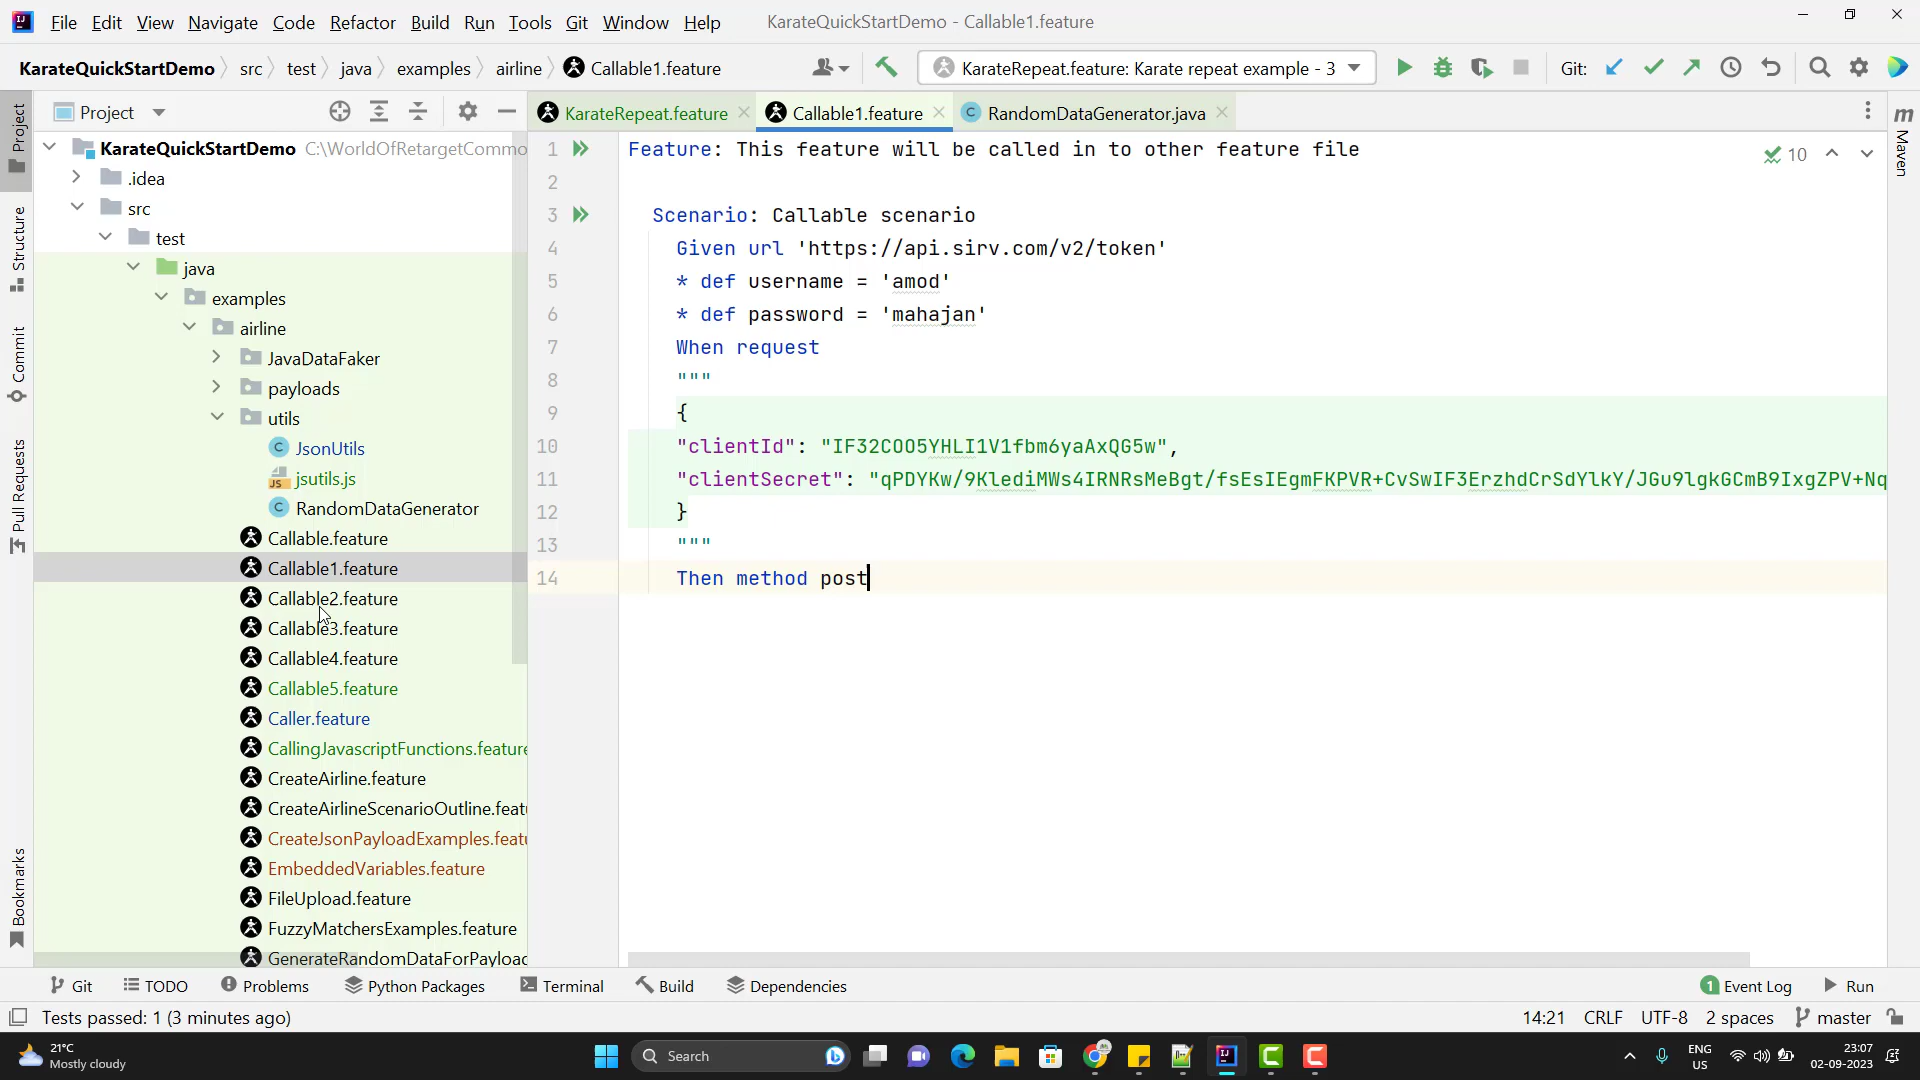 File Edit View Navigate Code Refactor Build Run Tools Git Window Help KarateQuickStartDemo - Callable1.feature
KarateQuickStartDemo src test java examples airline Callable1.feature KarateRepeat.feature: Karate repeat example - 3 Git:
Project
KarateRepeat.feature Callable1.feature RandomDataGenerator.java
KarateQuickStartDemo C:\WorldOfRetargetCommo
.idea
src
test
java
examples
airline
JavaDataFaker
payloads
utils
JsonUtils
jsutils.js
RandomDataGenerator
Callable.feature
Callable1.feature
Callable2.feature
Callable3.feature
Callable4.feature
Callable5.feature
Caller.feature
CallingJavascriptFunctions.feature
CreateAirline.feature
CreateAirlineScenarioOutline.featu
CreateJsonPayloadExamples.featu
EmbeddedVariables.feature
FileUpload.feature
FuzzyMatchersExamples.feature
GenerateRandomDataForPayload
Project
Structure
Commit
Pull Requests
Bookmarks
1 Feature: This feature will be called in to other feature file
2
3 Scenario: Callable scenario
4 Given url 'https://api.sirv.com/v2/token'
5 * def username = 'amod'
6 * def password = 'mahajan'
7 When request
8 """
9 {
10 "clientId": "IF32COO5YHLI1V1fbm6yaAxQG5w",
11 "clientSecret": "qPDYKw/9KlediMWs4IRNRsMeBgt/fsEsIEgmFKPVR+CvSwIF3ErzhdCrSdYlkY/JGu9lgkGCmB9IxgZPV+Nq
12 }
13 """
14 Then method post
10
m
Maven
Git TODO Problems Python Packages Terminal Build Dependencies 1 Event Log Run
Tests passed: 1 (3 minutes ago) 14:21 CRLF UTF-8 2 spaces master
21°C
Mostly cloudy
Search
ENG
US
23:07
02-09-2023